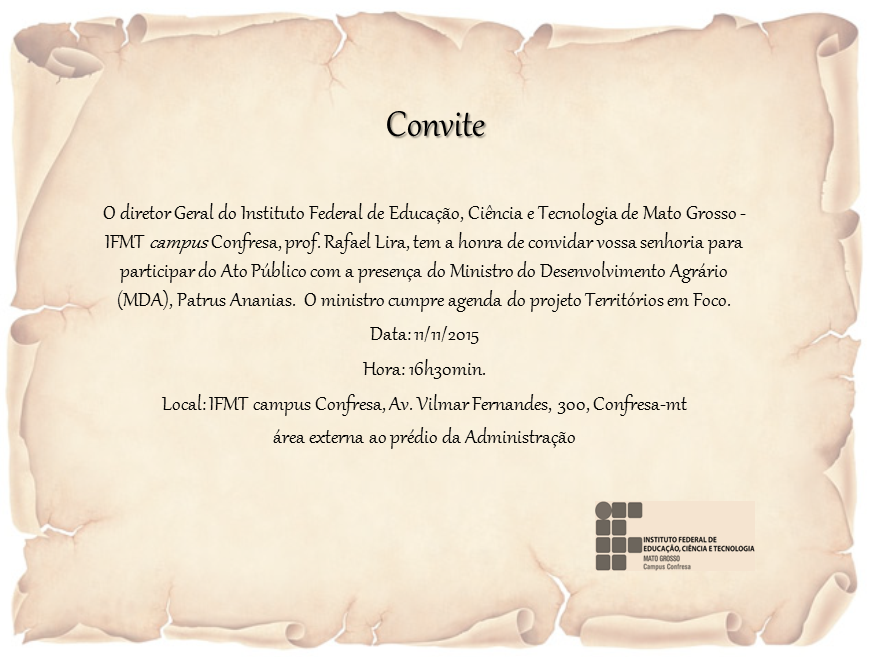 Convite
O diretor Geral do Instituto Federal de Educação, Ciência e Tecnologia de Mato Grosso -
IFMT campus Confresa, prof. Rafael Lira, tem a honra de convidar vossa senhoria para
participar do Ato Público com a presença do Ministro do Desenvolvimento Agrário
(MDA), Patrus Ananias. O ministro cumpre agenda do projeto Territórios em Foco.
Data: 11/11/2015
Hora: 16h30min.
Local: IFMT campus Confresa, Av. Vilmar Fernandes, 300, Confresa-mt
área externa ao prédio da Administração
INSTITUTO FEDERAL DE
EDUCAÇÃO, CIÊNCIA E TECNOLOGIA
MATO GROSSO
Campus Confresa